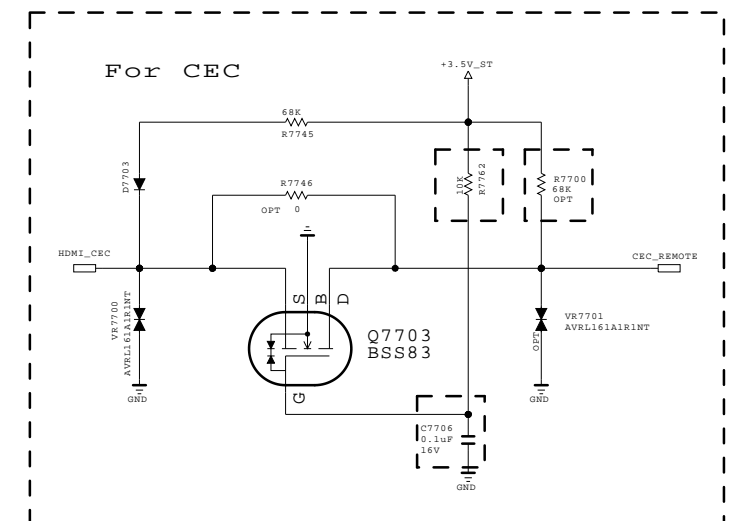 For CEC
+3.5V_ST
68K
R7745
D7703
R7746
OPT 0
10K
R7762
R7700
68K
OPT
HDMI_CEC
CEC_REMOTE
VR7700
AVRL161A1R1NT
S
B
D
Q7703
BSS83
G
VR7701
AVRL161A1R1NT
OPT
GND
GND
C7706
0.1uF
16V
GND